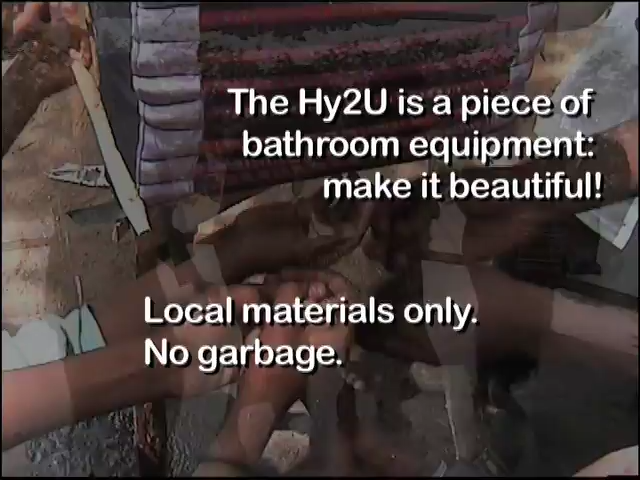 The Hy2U is a piece of
bathroom equipment:
make it beautiful!
Local materials only.
No garbage.